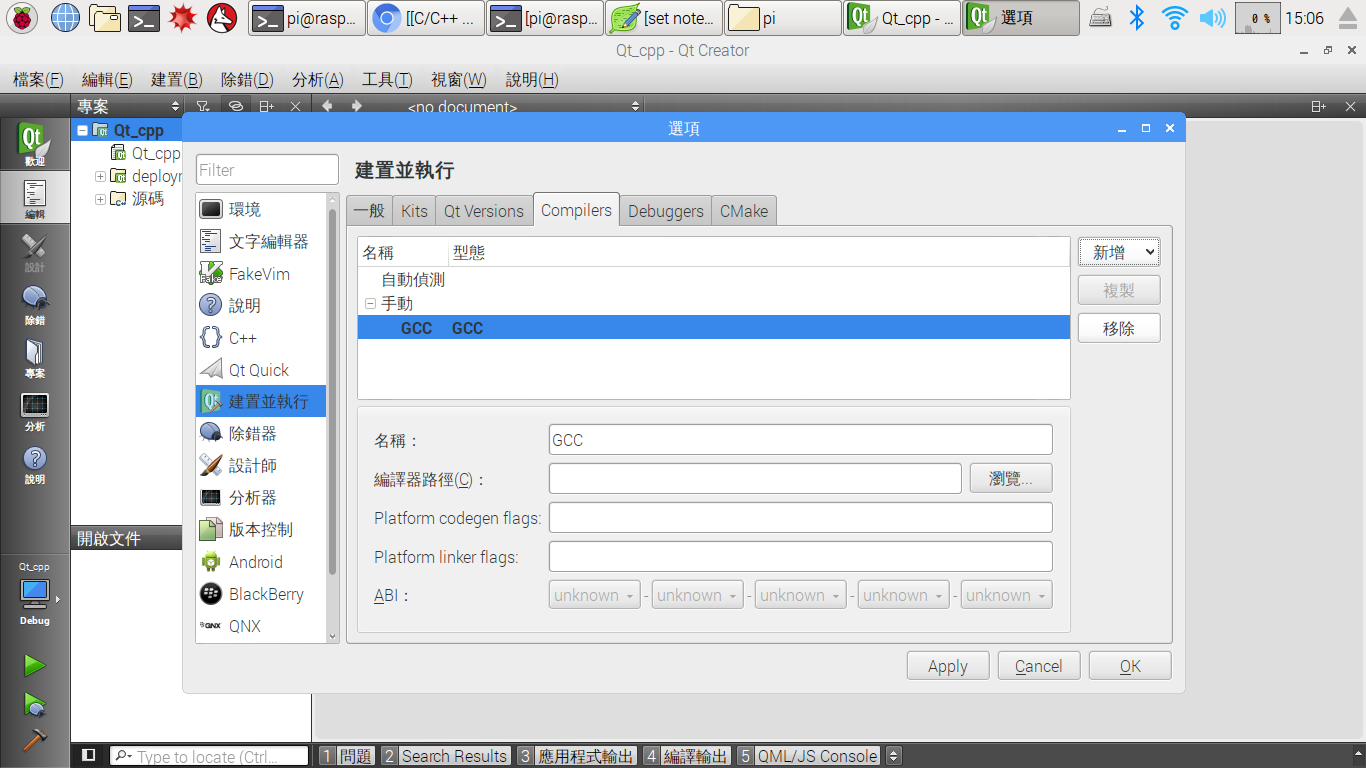 pi@rasp...
[[C/C++ ...
[pi@rasp...
[set note...
pi
Qt_cpp - ...
選項
0 %
15:06
Qt_cpp - Qt Creator
檔案(F) 編輯(E) 建置(B) 除錯(D) 分析(A) 工具(T) 視窗(W) 說明(H)
專案
<no document>
Qt_cpp
Qt_cpp
deployr
源碼
歡迎
編輯
設計
除錯
專案
分析
說明
開啟文件
Qt_cpp
Debug
選項
Filter
環境
文字編輯器
FakeVim
說明
C++
Qt Quick
建置並執行
除錯器
設計師
分析器
版本控制
Android
BlackBerry
QNX
建置並執行
一般 Kits Qt Versions Compilers Debuggers CMake
名稱 型態
自動偵測
手動
GCC GCC
新增
複製
移除
名稱：
GCC
編譯器路徑(C)：
瀏覽...
Platform codegen flags:
Platform linker flags:
ABI：
unknown - unknown - unknown - unknown - unknown
Apply Cancel OK
Type to locate (Ctrl...
1 問題 2 Search Results 3 應用程式輸出 4 編譯輸出 5 QML/JS Console